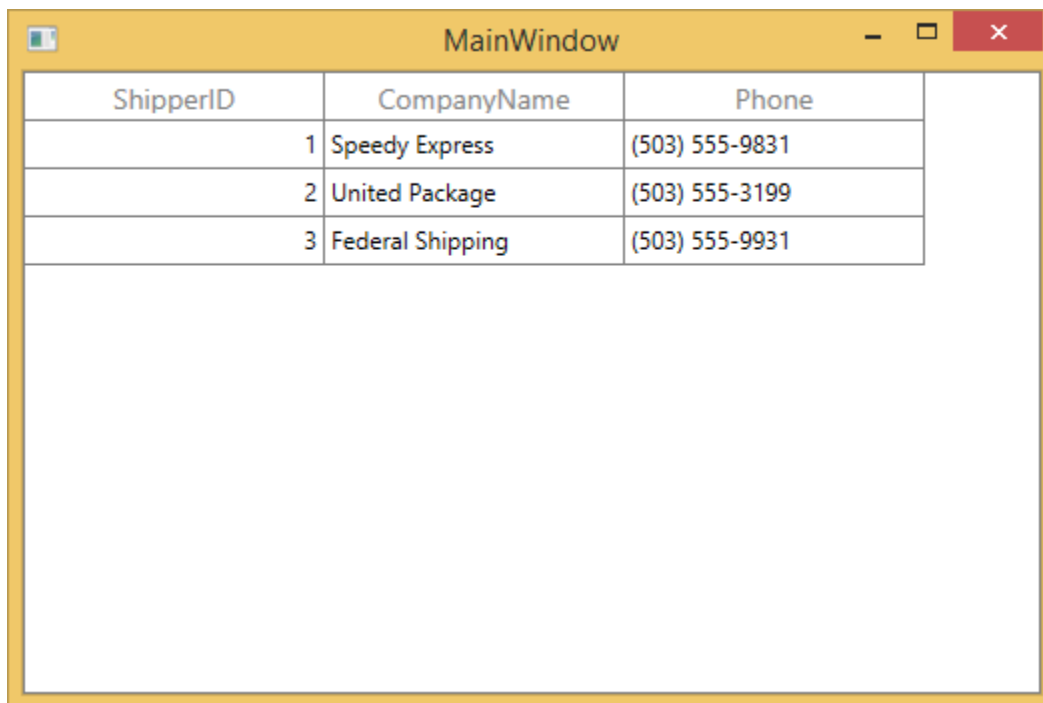 MainWindow
ShipperID CompanyName Phone
1 Speedy Express (503) 555-9831
2 United Package (503) 555-3199
3 Federal Shipping (503) 555-9931